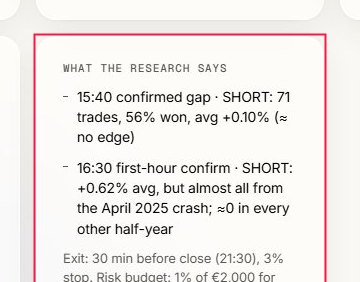 WHAT THE RESEARCH SAYS
– 15:40 confirmed gap · SHORT: 71
trades, 56% won, avg +0.10% (≈
no edge)
– 16:30 first-hour confirm · SHORT:
+0.62% avg, but almost all from
the April 2025 crash; ≈0 in every
other half-year
Exit: 30 min before close (21:30), 3%
stop. Risk budget: 1% of €2,000 for